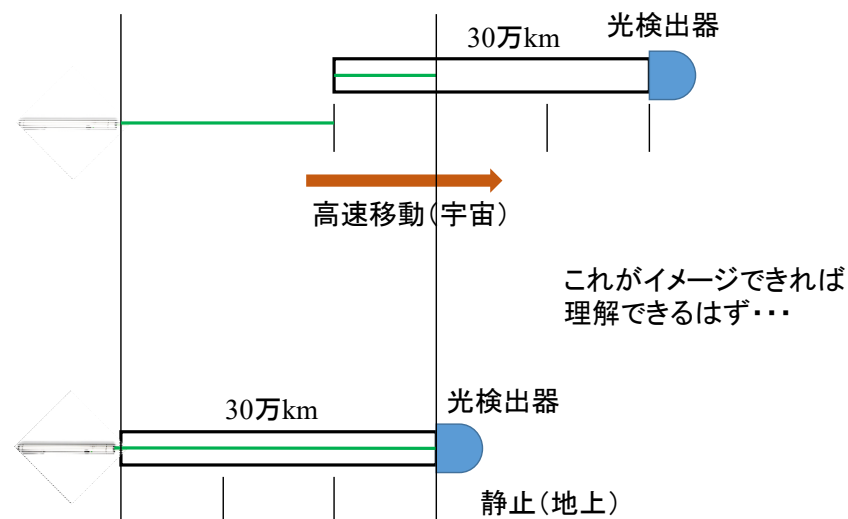 光検出器
30万km
高速移動(宇宙)
これがイメージできれば
理解できるはず・・・
30万km
光検出器
静止(地上)